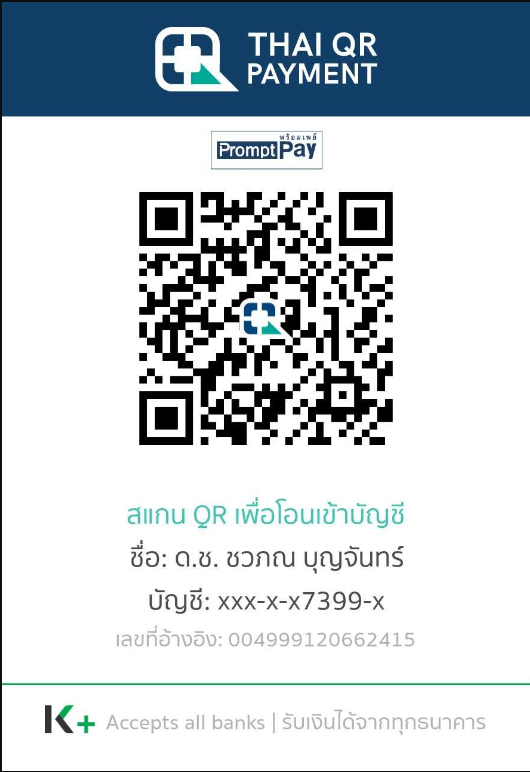 THAI QR
PAYMENT
พร้อมเพย์
PromptPay
สแกน QR เพื่อโอนเข้าบัญชี
ชื่อ: ด.ช. ชวภณ บุญจันทร์
บัญชี: xxx-x-x7399-x
เลขที่อ้างอิง: 004999120662415
K+ Accepts all banks | รับเงินได้จากทุกธนาคาร